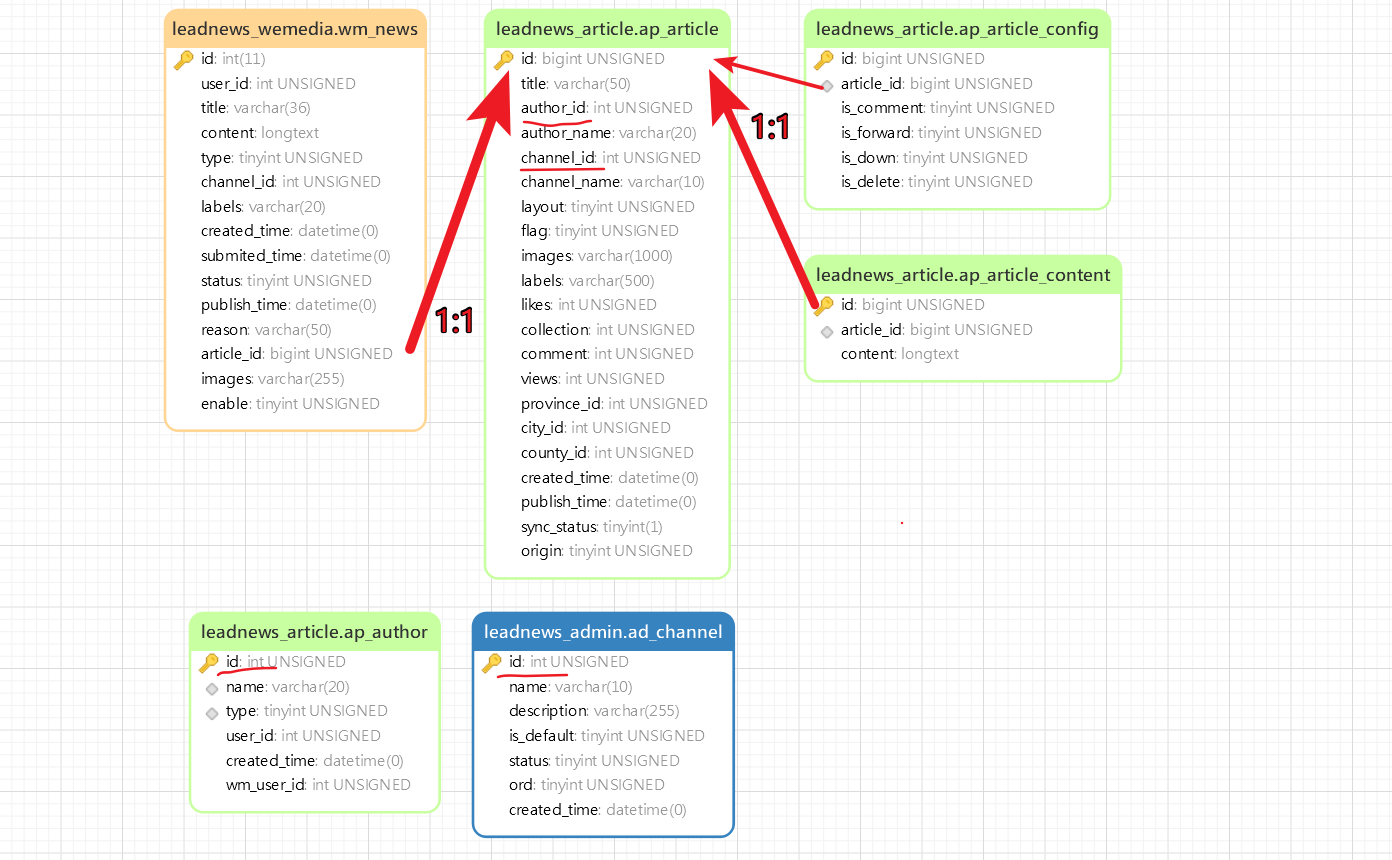 leadnews_wemedia.wm_news
id: int(11)
user_id: int UNSIGNED
title: varchar(36)
content: longtext
type: tinyint UNSIGNED
channel_id: int UNSIGNED
labels: varchar(20)
created_time: datetime(0)
submited_time: datetime(0)
status: tinyint UNSIGNED
publish_time: datetime(0)
reason: varchar(50)
article_id: bigint UNSIGNED
images: varchar(255)
enable: tinyint UNSIGNED
1:1
leadnews_article.ap_article
id: bigint UNSIGNED
title: varchar(50)
author_id: int UNSIGNED
author_name: varchar(20)
channel_id: int UNSIGNED
channel_name: varchar(10)
layout: tinyint UNSIGNED
flag: tinyint UNSIGNED
images: varchar(1000)
labels: varchar(500)
likes: int UNSIGNED
collection: int UNSIGNED
comment: int UNSIGNED
views: int UNSIGNED
province_id: int UNSIGNED
city_id: int UNSIGNED
county_id: int UNSIGNED
created_time: datetime(0)
publish_time: datetime(0)
sync_status: tinyint(1)
origin: tinyint UNSIGNED
1:1
leadnews_article.ap_article_config
id: bigint UNSIGNED
article_id: bigint UNSIGNED
is_comment: tinyint UNSIGNED
is_forward: tinyint UNSIGNED
is_down: tinyint UNSIGNED
is_delete: tinyint UNSIGNED
leadnews_article.ap_article_content
id: bigint UNSIGNED
article_id: bigint UNSIGNED
content: longtext
leadnews_article.ap_author
id: int UNSIGNED
name: varchar(20)
type: tinyint UNSIGNED
user_id: int UNSIGNED
created_time: datetime(0)
wm_user_id: int UNSIGNED
leadnews_admin.ad_channel
id: int UNSIGNED
name: varchar(10)
description: varchar(255)
is_default: tinyint UNSIGNED
status: tinyint UNSIGNED
ord: tinyint UNSIGNED
created_time: datetime(0)